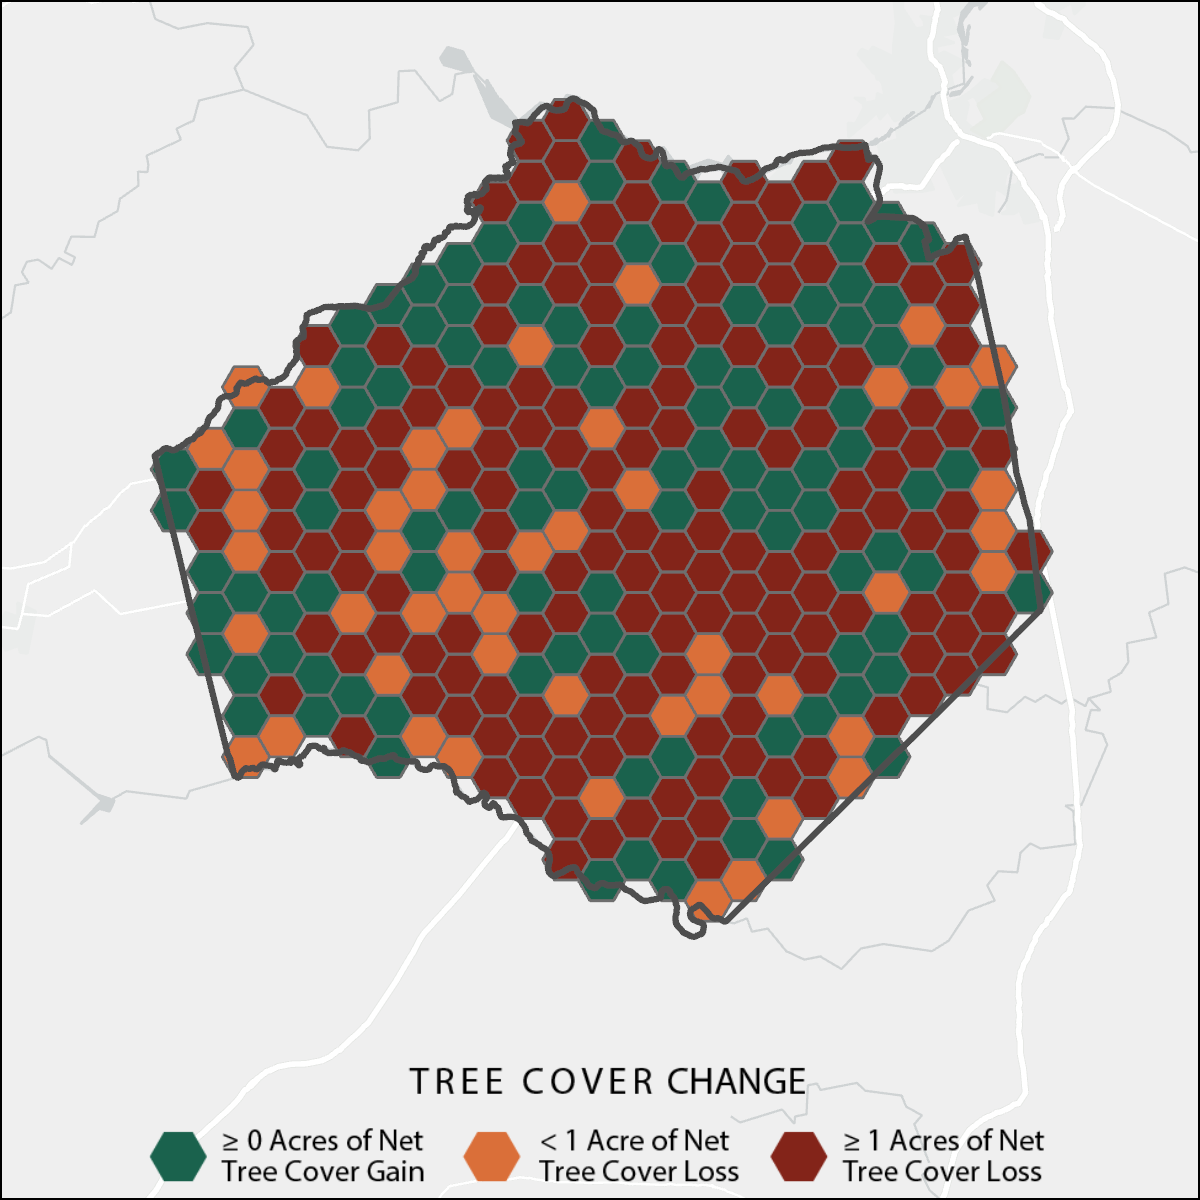 TREE COVER CHANGE
≥ 0 Acres of Net
Tree Cover Gain
< 1 Acre of Net
Tree Cover Loss
≥ 1 Acres of Net
Tree Cover Loss